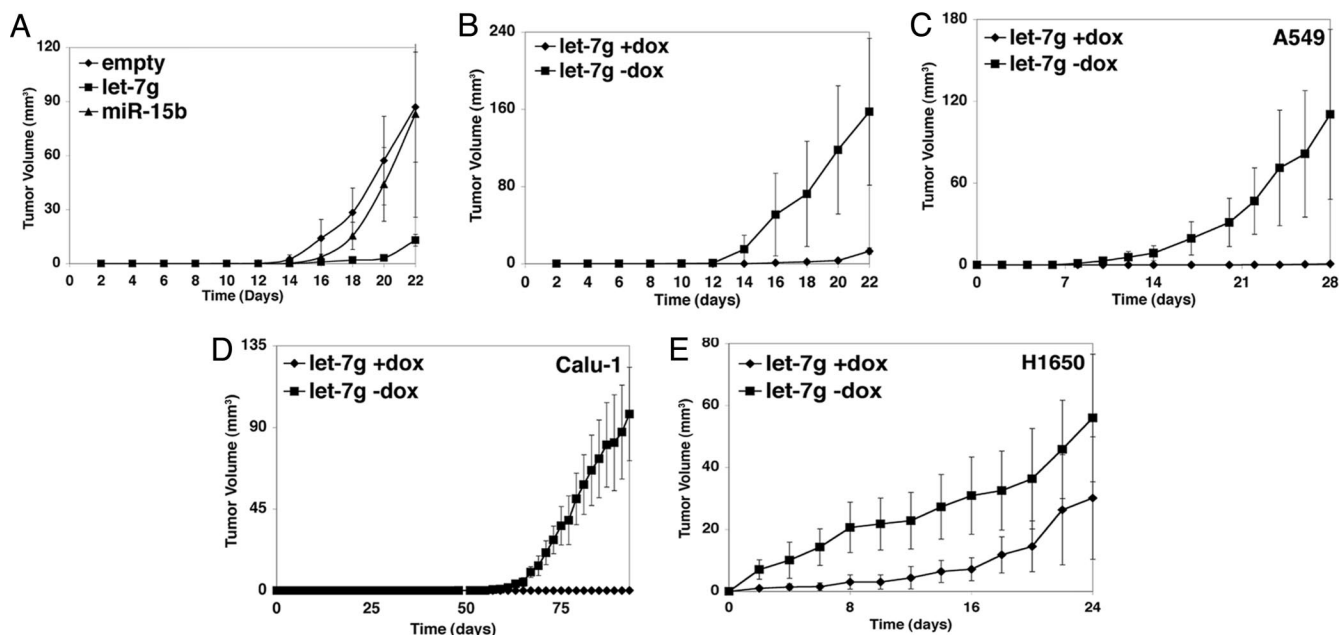 A
120
90
60
30
0
Tumor Volume (mm³)
empty
let-7g
miR-15b
0 2 4 6 8 10 12 14 16 18 20 22
Time (Days)
B
240
160
80
0
Tumor Volume (mm³)
let-7g +dox
let-7g -dox
0 2 4 6 8 10 12 14 16 18 20 22
Time (days)
C
180
120
60
0
Tumor Volume (mm³)
let-7g +dox
let-7g -dox
A549
0 7 14 21 28
Time (days)
D
135
90
45
0
Tumor Volume (mm³)
let-7g +dox
let-7g -dox
Calu-1
0 25 50 75
Time (days)
E
80
60
40
20
0
Tumor Volume (mm³)
let-7g +dox
let-7g -dox
H1650
0 8 16 24
Time (days)